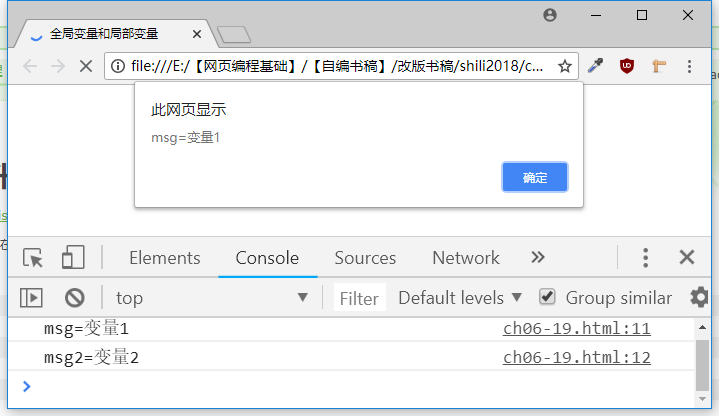 全局变量和局部变量
file:///E:/【网页编程基础】/【自编书稿】/改版书稿/shili2018/c...
此网页显示
msg=变量1
确定
Elements Console Sources Network
top Filter Default levels Group similar
msg=变量1 ch06-19.html:11
msg2=变量2 ch06-19.html:12